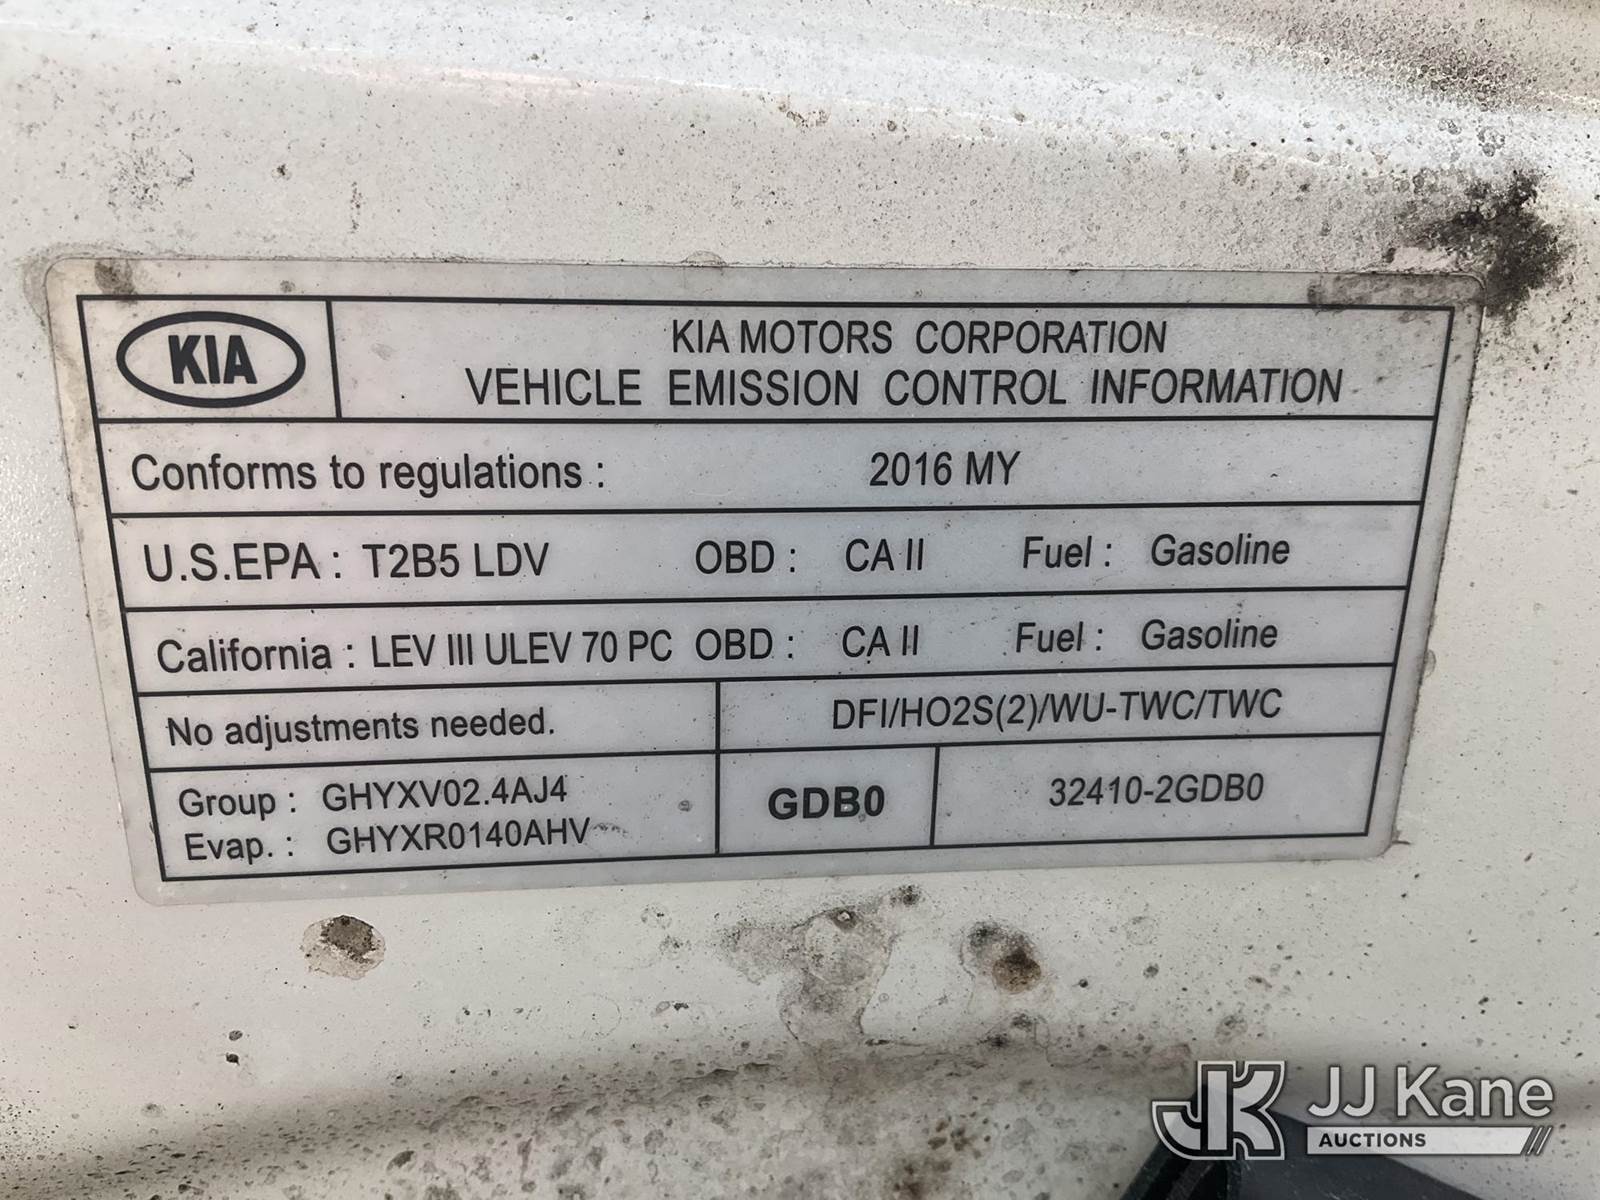 KIA
KIA MOTORS CORPORATION
VEHICLE EMISSION CONTROL INFORMATION
Conforms to regulations : 2016 MY
U.S.EPA : T2B5 LDV OBD : CA II Fuel : Gasoline
California : LEV III ULEV 70 PC OBD : CA II Fuel : Gasoline
No adjustments needed. DFI/HO2S(2)/WU-TWC/TWC
Group : GHYXV02.4AJ4
Evap. : GHYXR0140AHV
GDB0
32410-2GDB0
JK JJ Kane
AUCTIONS